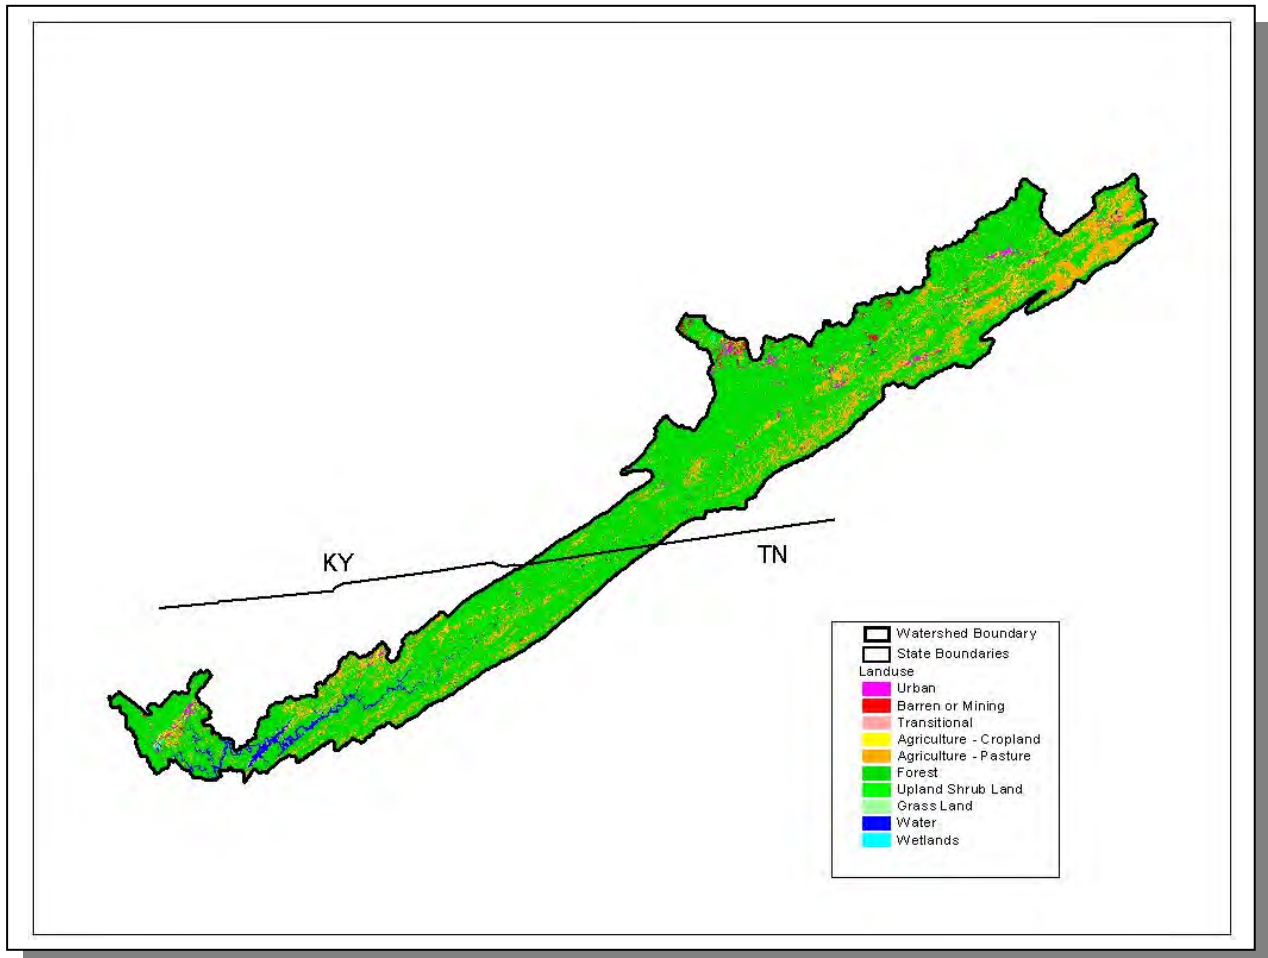 KY
TN
Watershed Boundary
State Boundaries
Landuse
Urban
Barren or Mining
Transitional
Agriculture - Cropland
Agriculture - Pasture
Forest
Upland Shrub Land
Grass Land
Water
Wetlands